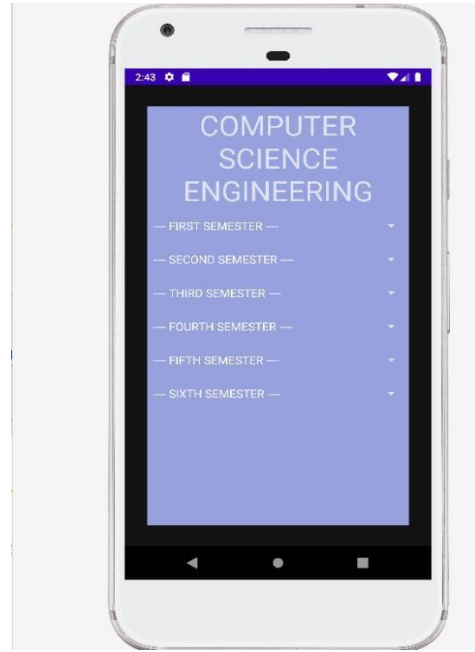 2:43
COMPUTER
SCIENCE
ENGINEERING
--- FIRST SEMESTER ---
--- SECOND SEMESTER ---
--- THIRD SEMESTER ---
--- FOURTH SEMESTER ---
--- FIFTH SEMESTER ---
--- SIXTH SEMESTER ---